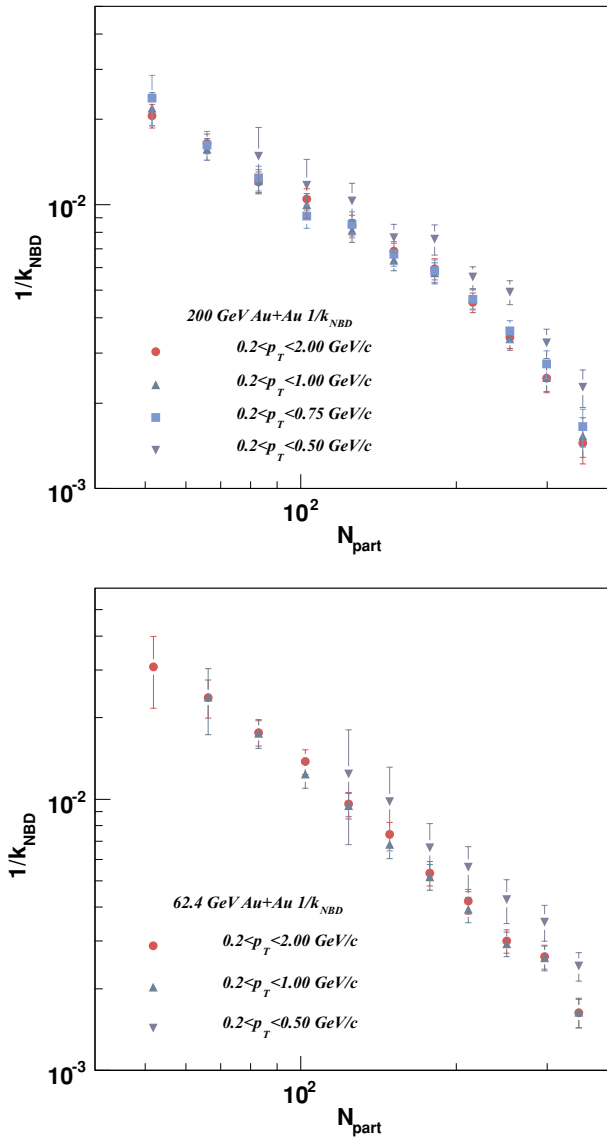 1/k_NBD
10^-2
10^-3
200 GeV Au+Au 1/k_NBD
0.2<p_T<2.00 GeV/c
0.2<p_T<1.00 GeV/c
0.2<p_T<0.75 GeV/c
0.2<p_T<0.50 GeV/c
10^2
N_part
1/k_NBD
10^-2
10^-3
62.4 GeV Au+Au 1/k_NBD
0.2<p_T<2.00 GeV/c
0.2<p_T<1.00 GeV/c
0.2<p_T<0.50 GeV/c
10^2
N_part